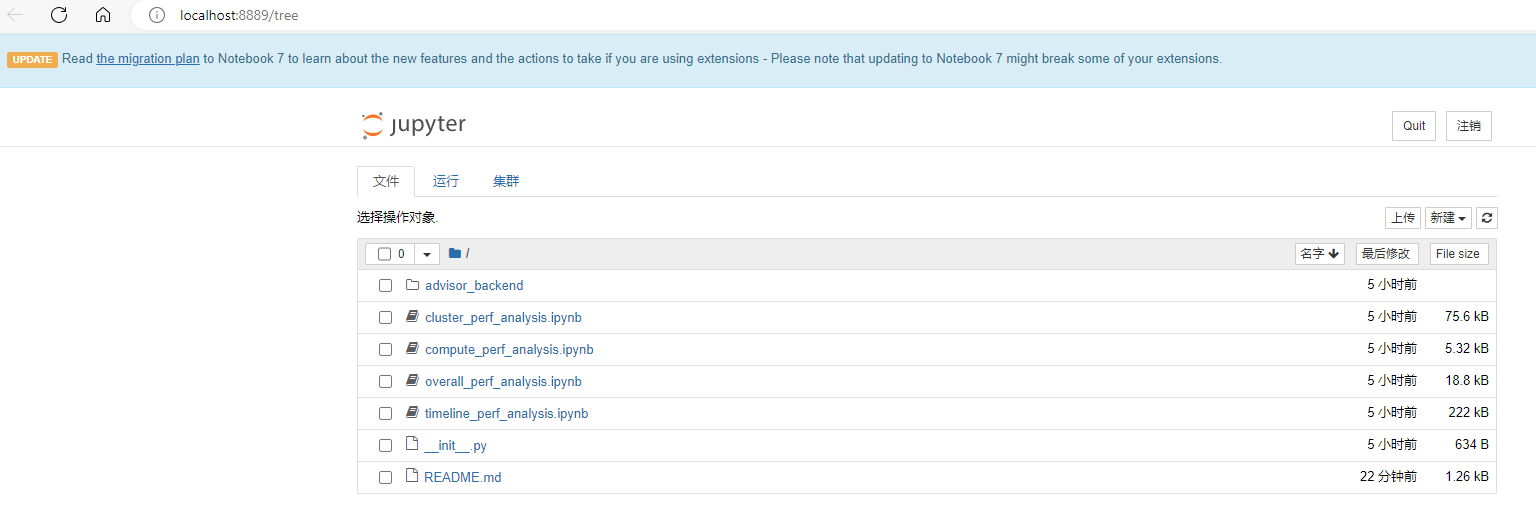 localhost:8889/tree
UPDATE Read the migration plan to Notebook 7 to learn about the new features and the actions to take if you are using extensions - Please note that updating to Notebook 7 might break some of your extensions.
jupyter Quit 注销
文件 运行 集群
选择操作对象. 上传 新建
0 / 名字 最后修改 File size
advisor_backend 5 小时前
cluster_perf_analysis.ipynb 5 小时前 75.6 kB
compute_perf_analysis.ipynb 5 小时前 5.32 kB
overall_perf_analysis.ipynb 5 小时前 18.8 kB
timeline_perf_analysis.ipynb 5 小时前 222 kB
__init__.py 5 小时前 634 B
README.md 22 分钟前 1.26 kB